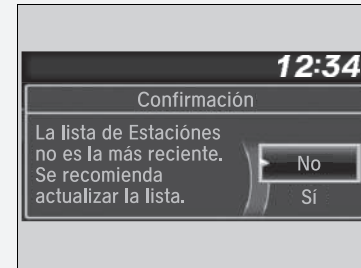 12:34
Confirmación
La lista de Estaciónes
no es la más reciente.
Se recomienda
actualizar la lista.
No
Sí